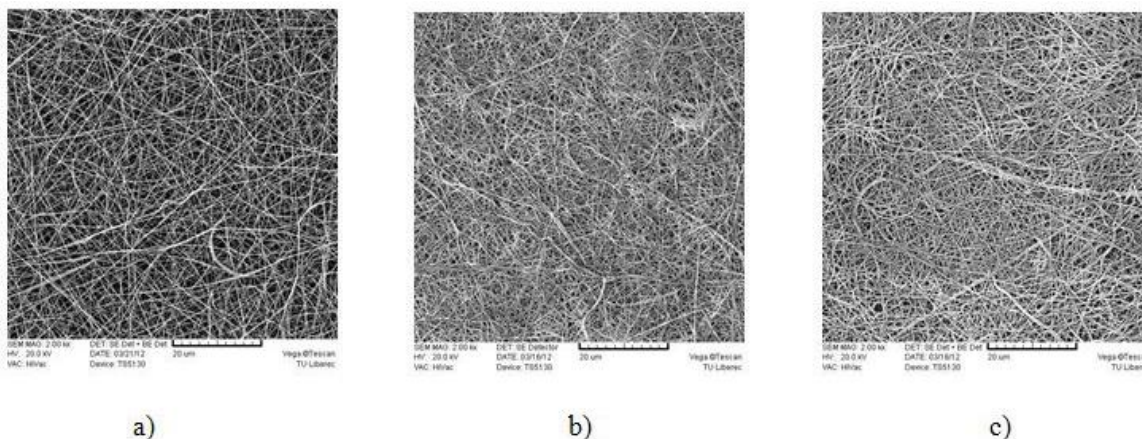 SEM MAG: 2.00 kx DET: SE Det + BE Det
HV: 20.0 kV DATE: 03/21/12 20 um Vega ©Tescan
VAC: HiVac Device: TS5130 TU Liberec
SEM MAG: 2.00 kx DET: SE Detector
HV: 20.0 kV DATE: 03/16/12 20 um Vega ©Tescan
VAC: HiVac Device: TS5130 TU Liberec
SEM MAG: 2.00 kx DET: SE Det + BE Det
HV: 20.0 kV DATE: 03/16/12 20 um Vega ©Tescan
VAC: HiVac Device: TS5130 TU Liberec
a)
b)
c)